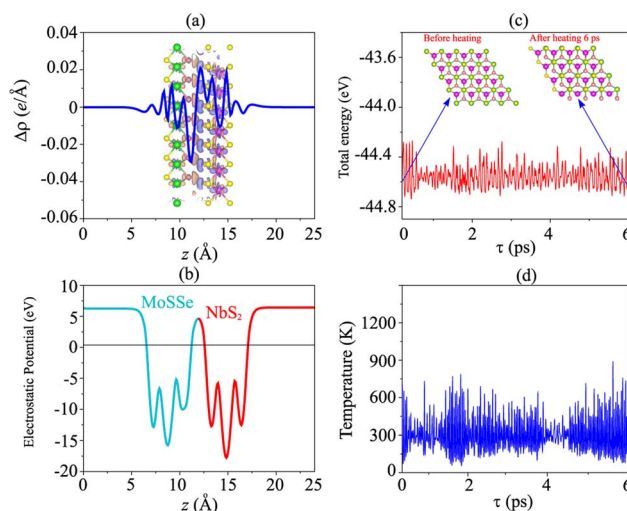 (a)
Δρ (e/Å)
0.04
0.02
0
-0.02
-0.04
-0.06
0 5 10 15 20 25
z (Å)
(c)
Before heating
After heating 6 ps
Total energy (eV)
-43.6
-44.0
-44.4
-44.8
0 2 4 6
τ (ps)
(b)
MoSSe
NbS₂
Electrostatic Potential (eV)
10
5
0
-5
-10
-15
-20
0 5 10 15 20 25
z (Å)
(d)
Temperature (K)
1200
900
600
300
0
0 2 4 6
τ (ps)